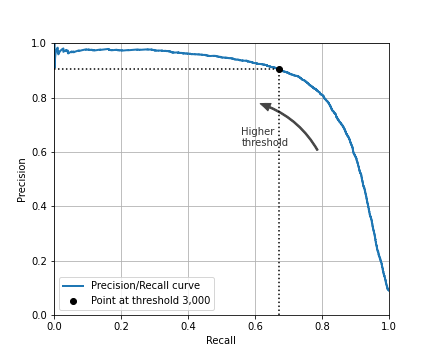 1.0
0.8
0.6
0.4
0.2
0.0
Precision
Higher
threshold
Precision/Recall curve
Point at threshold 3,000
0.0 0.2 0.4 0.6 0.8 1.0
Recall